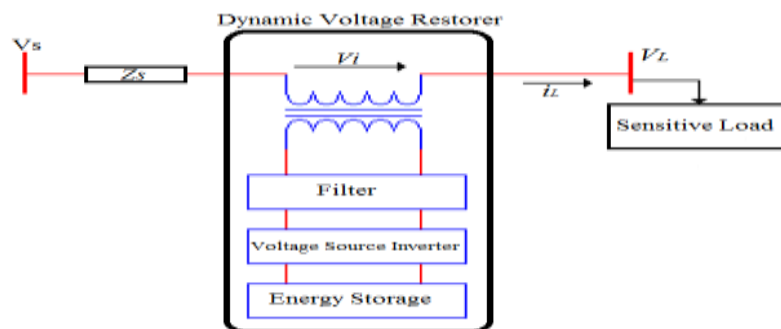 Dynamic Voltage Restorer
Vs
Zs
Vi
iL
VL
Sensitive Load
Filter
Voltage Source Inverter
Energy Storage